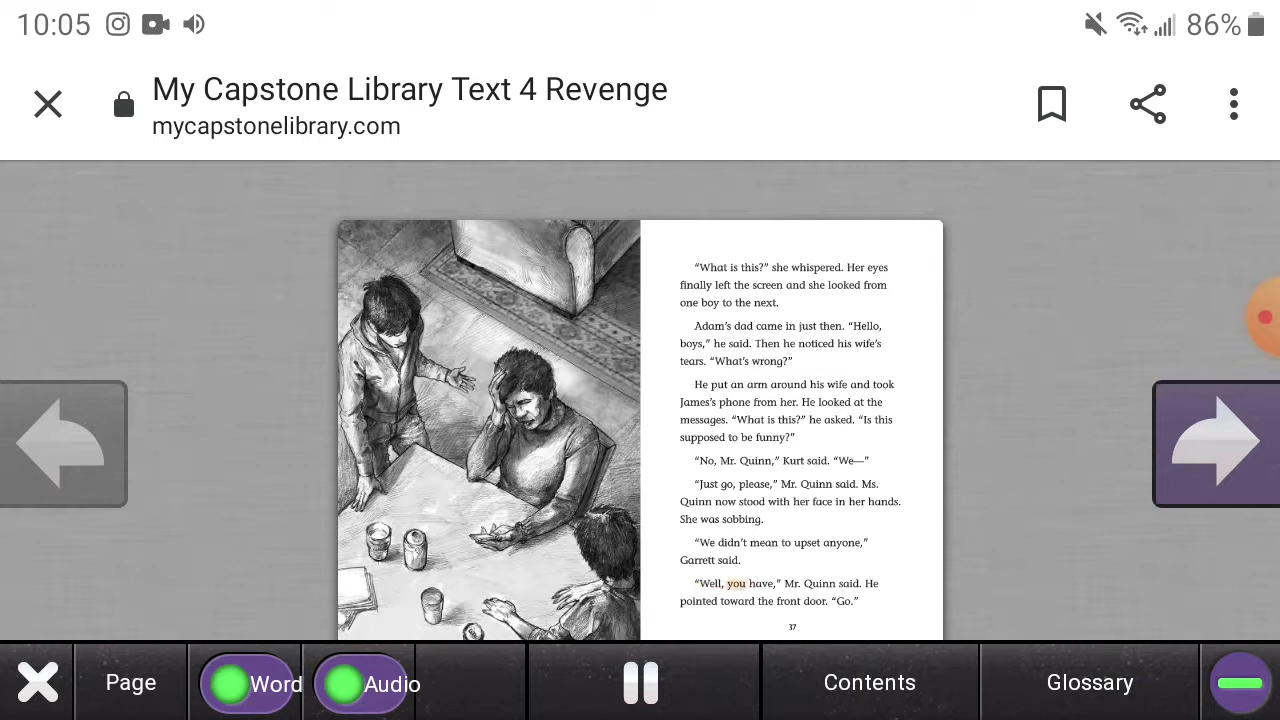 10:05 86%
My Capstone Library Text 4 Revenge
mycapstonelibrary.com
“What is this?” she whispered. Her eyes
finally left the screen and she looked from
one boy to the next.
Adam’s dad came in just then. “Hello,
boys,” he said. Then he noticed his wife’s
tears. “What’s wrong?”
He put an arm around his wife and took
James’s phone from her. He looked at the
messages. “What is this?” he asked. “Is this
supposed to be funny?”
“No, Mr. Quinn,” Kurt said. “We—”
“Just go, please,” Mr. Quinn said. Ms.
Quinn now stood with her face in her hands.
She was sobbing.
“We didn’t mean to upset anyone,”
Garrett said.
“Well, you have,” Mr. Quinn said. He
pointed toward the front door. “Go.”
37
Page Word Audio Contents Glossary